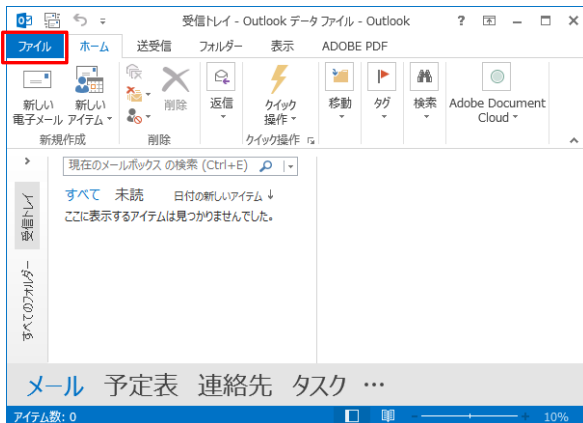 受信トレイ - Outlook データ ファイル - Outlook
ファイル ホーム 送受信 フォルダー 表示 ADOBE PDF
新しい 電子メール
新しい アイテム
削除
返信
クイック 操作
移動
タグ
検索
Adobe Document Cloud
新規作成 削除 クイック操作
現在のメールボックス の検索 (Ctrl+E)
すべて 未読 日付の新しいアイテム ↓
ここに表示するアイテムは見つかりませんでした。
受信トレイ
すべてのフォルダー
メール 予定表 連絡先 タスク ···
アイテム数: 0 10%